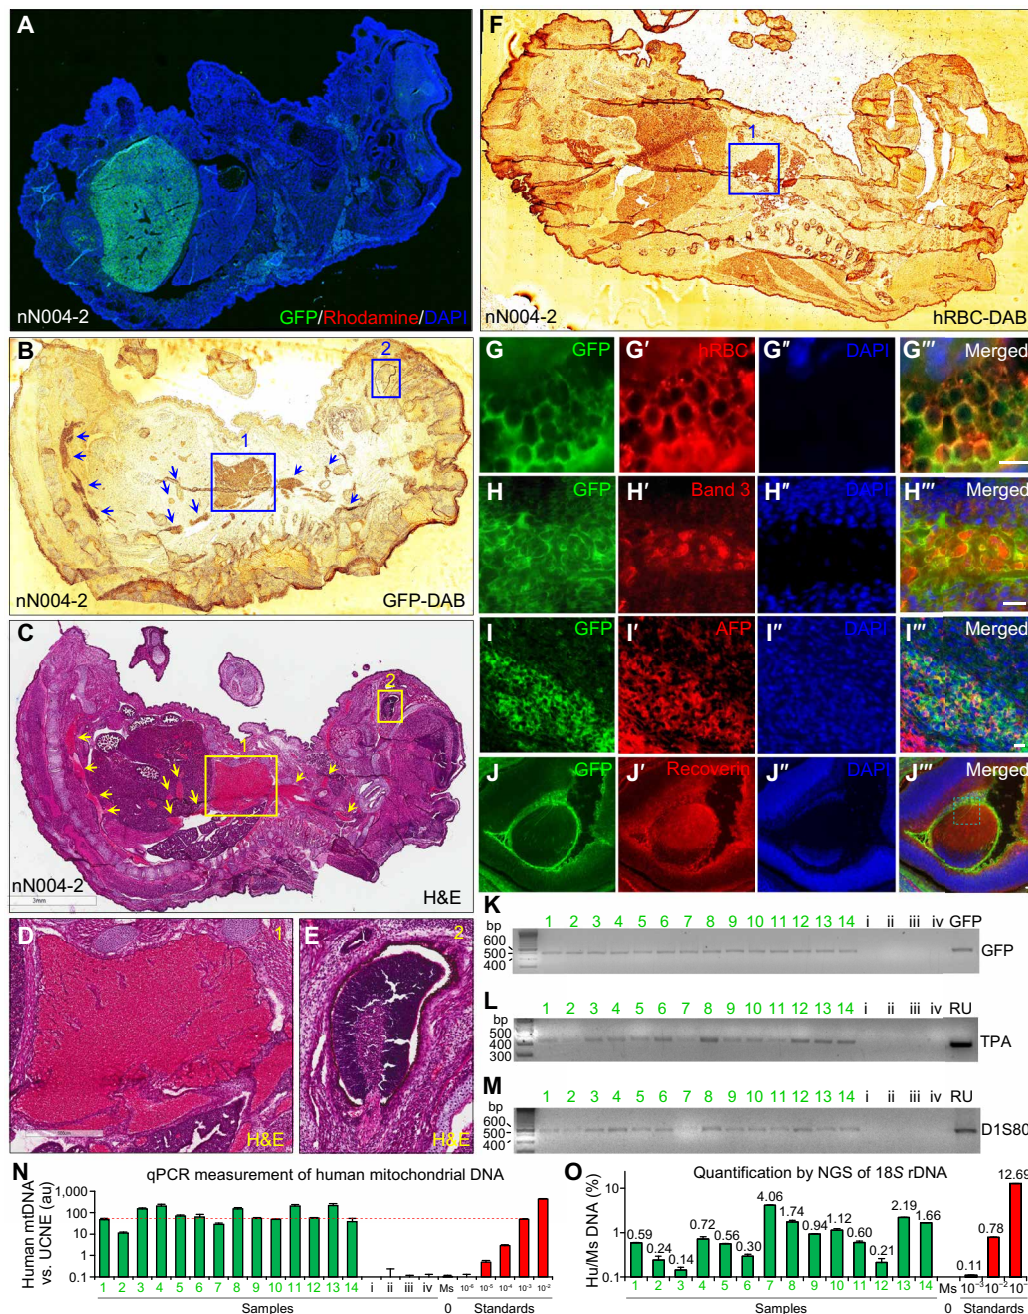 A
nN004-2
GFP/Rhodamine/DAPI
B
1
2
nN004-2
GFP-DAB
C
1
2
nN004-2
3mm
H&E
D
1
H&E
E
2
H&E
F
1
nN004-2
hRBC-DAB
G GFP G′ hRBC G″ DAPI G‴ Merged
H GFP H′ Band 3 H″ DAPI H‴ Merged
I GFP I′ AFP I″ DARI I‴ Merged
J GFP J′ Recoverin J″ DAPI J‴ Merged
K
bp 1 2 3 4 5 6 7 8 9 10 11 12 13 14 i ii iii iv GFP
600
500
400
GFP
L
bp 1 2 3 4 5 6 7 8 9 10 11 12 13 14 i ii iii iv RU
500
400
300
TPA
M
bp 1 2 3 4 5 6 7 8 9 10 11 12 13 14 i ii iii iv RU
600
500
400
D1S80
N
qPCR measurement of human mitochondrial DNA
Human mtDNA vs. UCNE (au)
1,000
100
10
1
0.1
1 2 3 4 5 6 7 8 9 10 11 12 13 14 i ii iii iv Ms 10⁻⁶ 10⁻⁵ 10⁻⁴ 10⁻³ 10⁻²
Samples 0 Standards
O
Quantification by NGS of 18S rDNA
Hu/Ms DNA (%)
10
1
0.1
0.59 0.24 0.14 0.72 0.56 0.30 4.06 1.74 0.94 1.12 0.60 0.21 2.19 1.66 0.11 0.78 12.69
1 2 3 4 5 6 7 8 9 10 11 12 13 14 Ms 10⁻³ 10⁻² 10⁻
Samples 0 Standards